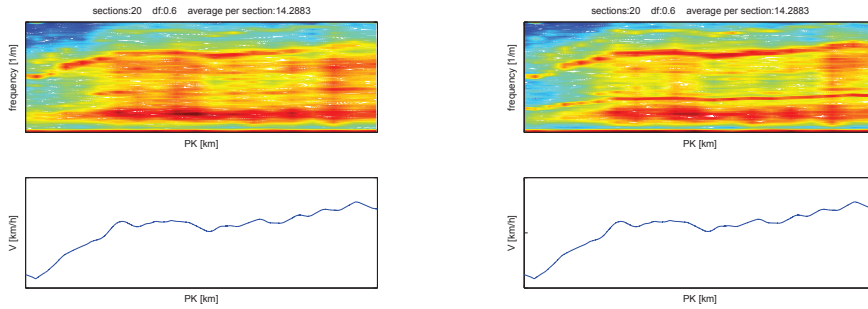 sections:20 df:0.6 average per section:14.2883
frequency [1/m]
PK [km]
V [km/h]
PK [km]
sections:20 df:0.6 average per section:14.2883
frequency [1/m]
PK [km]
V [km/h]
PK [km]